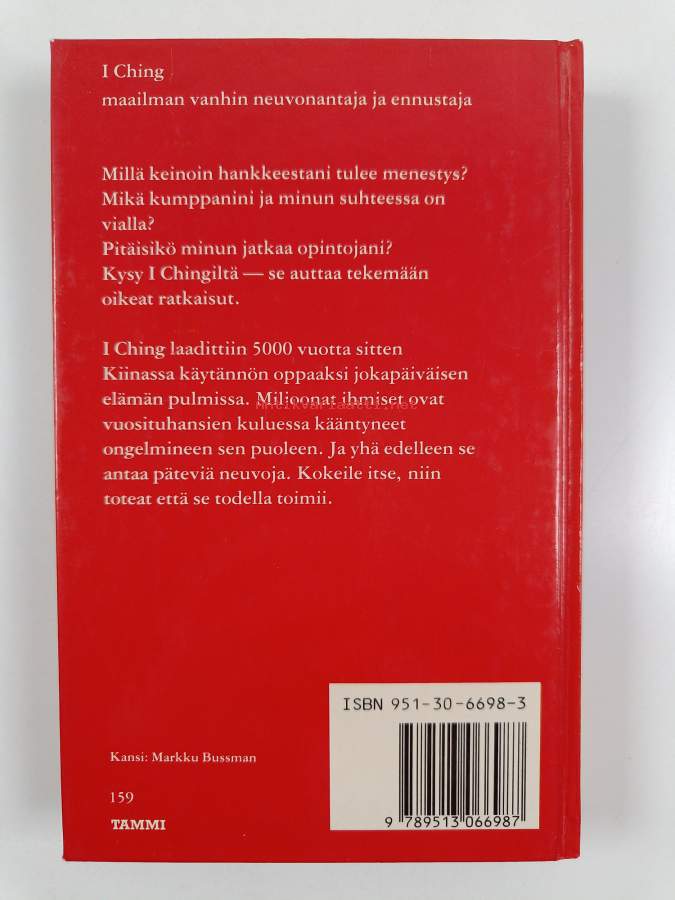 I Ching
maailman vanhin neuvonantaja ja ennustaja
Millä keinoin hankkeestani tulee menestys?
Mikä kumppanini ja minun suhteessa on
vialla?
Pitäisikö minun jatkaa opintojani?
Kysy I Chingiltä — se auttaa tekemään
oikeat ratkaisut.
I Ching laadittiin 5000 vuotta sitten
Kiinassa käytännön oppaaksi jokapäiväisen
elämän pulmissa. Miljoonat ihmiset ovat
antikvariaatti.net
vuosituhansien kuluessa kääntyneet
ongelmineen sen puoleen. Ja yhä edelleen se
antaa päteviä neuvoja. Kokeile itse, niin
toteat että se todella toimii.
ISBN 951-30-6698-3
Kansi: Markku Bussman
159
TAMMI
9 789513 066987